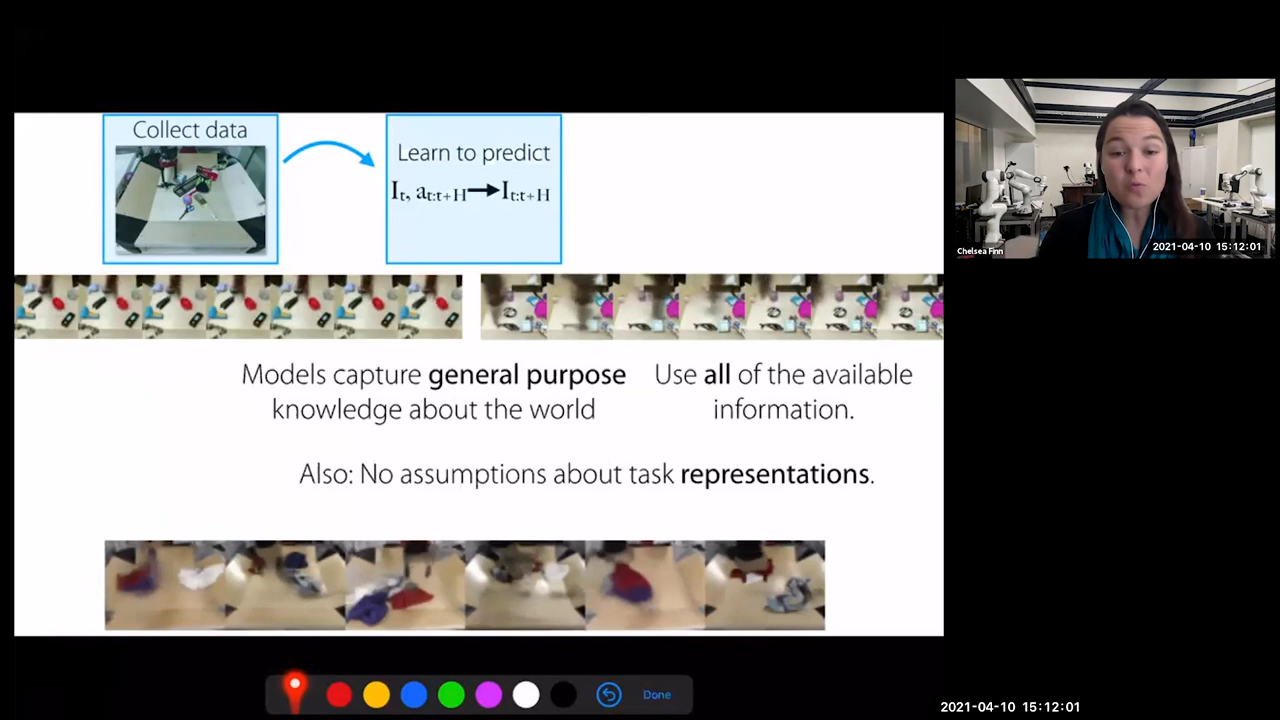 Collect data
Learn to predict
It, at:t+H→It:t+H
Models capture general purpose
knowledge about the world
Use all of the available
information.
Also: No assumptions about task representations.
Chelsea Finn
2021-04-10 15:12:01
Done
2021-04-10 15:12:01